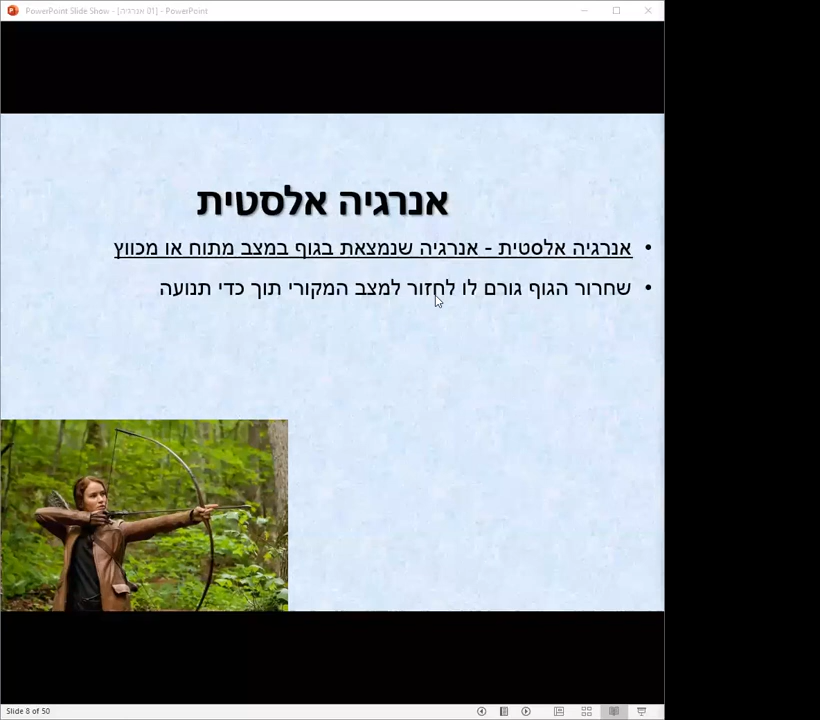 PowerPoint Slide Show - [01 אנרגיה] - PowerPoint
אנרגיה אלסטית
• אנרגיה אלסטית - אנרגיה שנמצאת בגוף במצב מתוח או מכווץ
• שחרור הגוף גורם לו לחזור למצב המקורי תוך כדי תנועה
Slide 8 of 50